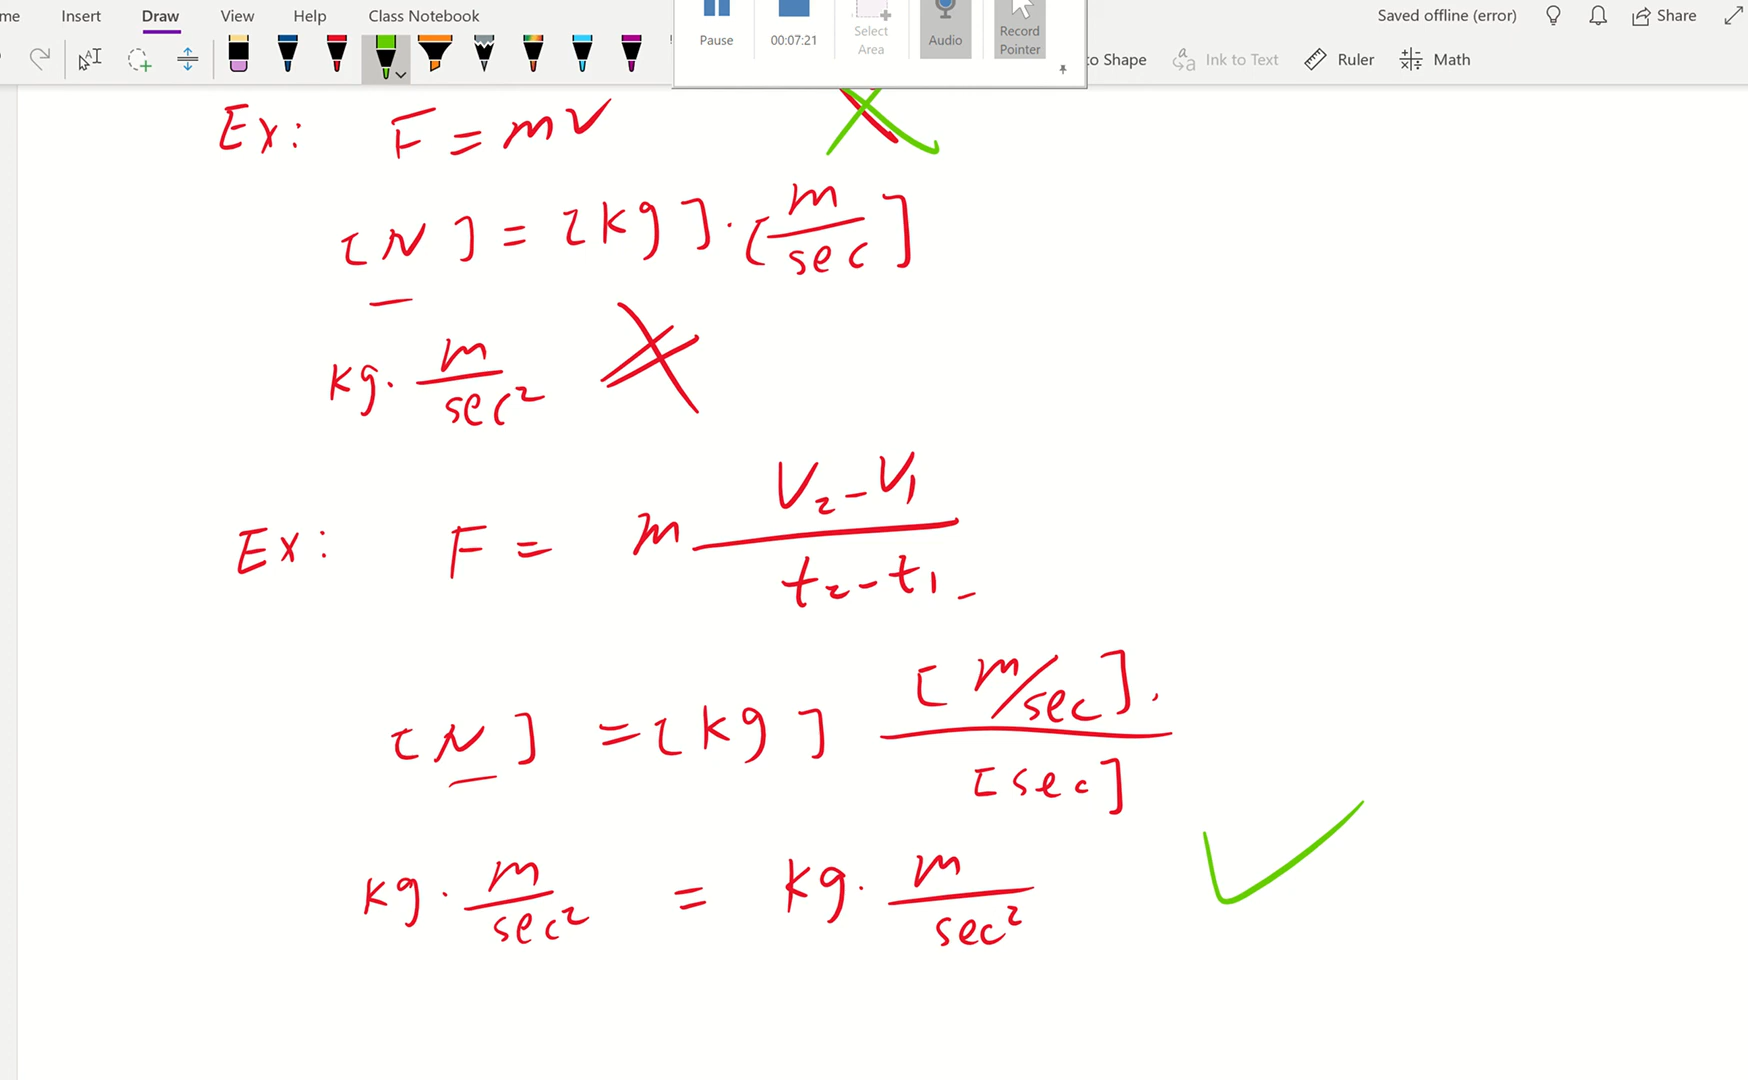 me Insert Draw View Help Class Notebook
Pause 00:07:21 Select Area Audio Record Pointer
Saved offline (error) Share
to Shape Ink to Text Ruler Math
Ex: F = mv
[N] = [kg] · [m/sec]
kg · m/sec²
Ex: F = m (V₂ - V₁)/(t₂ - t₁)
[N] = [kg] [m/sec]/[sec]
kg · m/sec² = kg · m/sec²